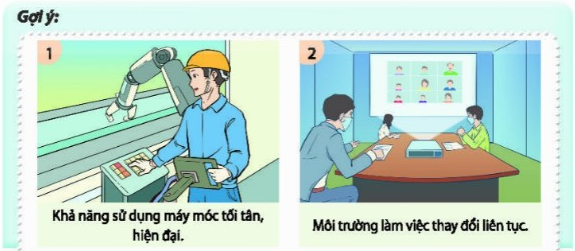 Gợi ý:
1
2
Khả năng sử dụng máy móc tối tân,
hiện đại.
Môi trường làm việc thay đổi liên tục.